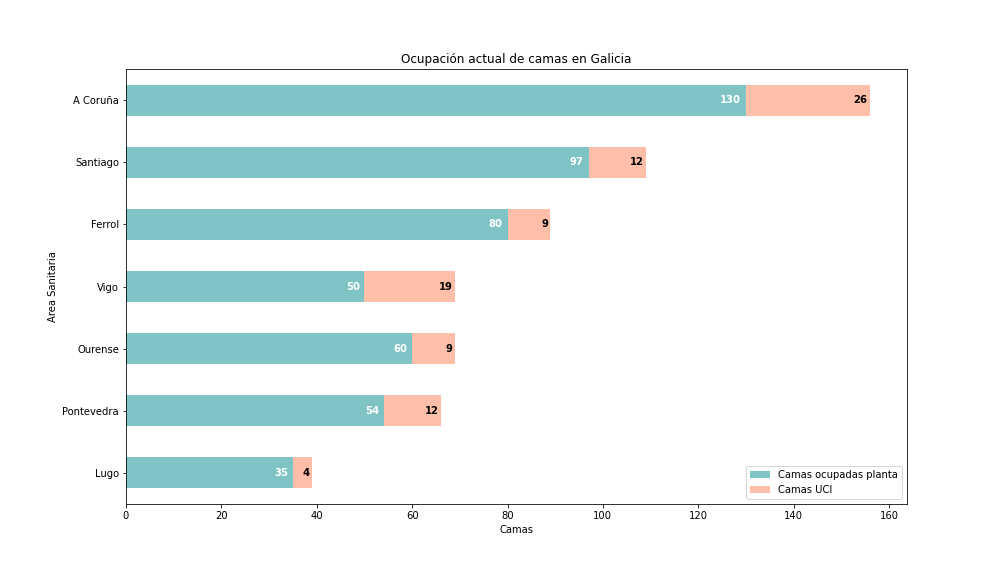 Ocupación actual de camas en Galicia
A Coruña
130
26
Santiago
97
12
Ferrol
80
9
Vigo
50
19
Ourense
60
9
Pontevedra
54
12
Lugo
35
4
Area Sanitaria
Camas ocupadas planta
Camas UCI
0 20 40 60 80 100 120 140 160
Camas